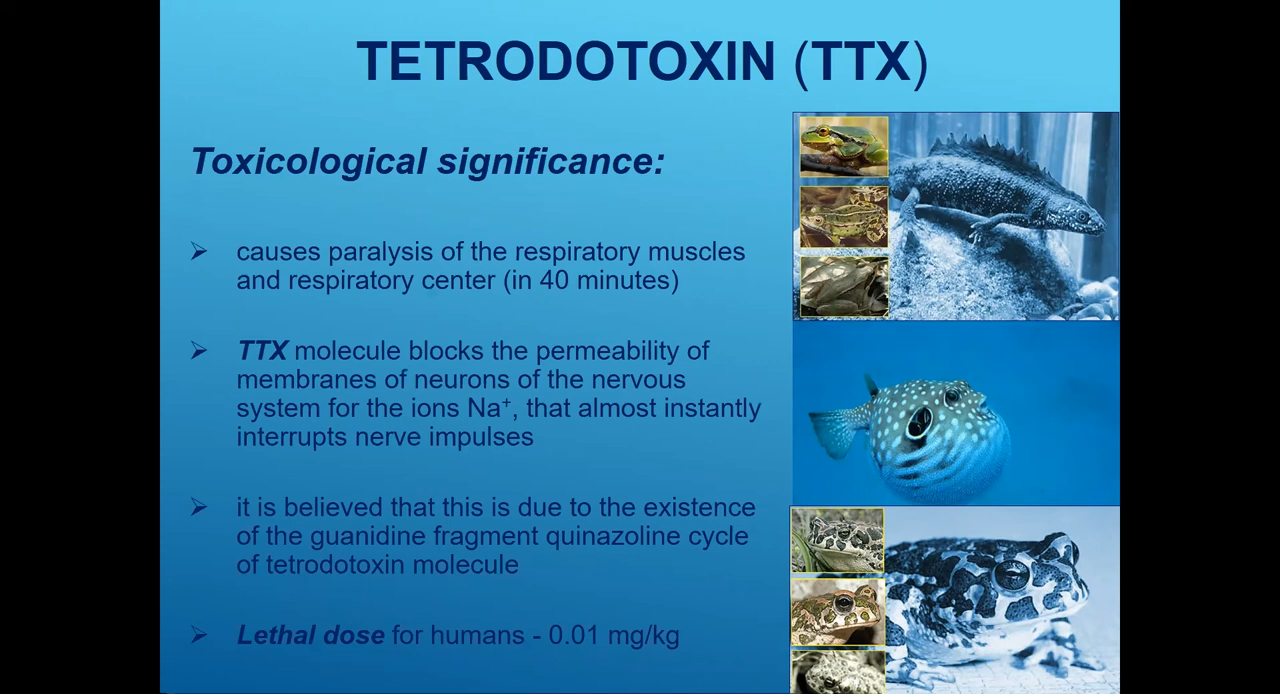 TETRODOTOXIN (TTX)
Toxicological significance:
➢ causes paralysis of the respiratory muscles
and respiratory center (in 40 minutes)
➢ TTX molecule blocks the permeability of
membranes of neurons of the nervous
system for the ions Na⁺, that almost instantly
interrupts nerve impulses
➢ it is believed that this is due to the existence
of the guanidine fragment quinazoline cycle
of tetrodotoxin molecule
➢ Lethal dose for humans - 0.01 mg/kg